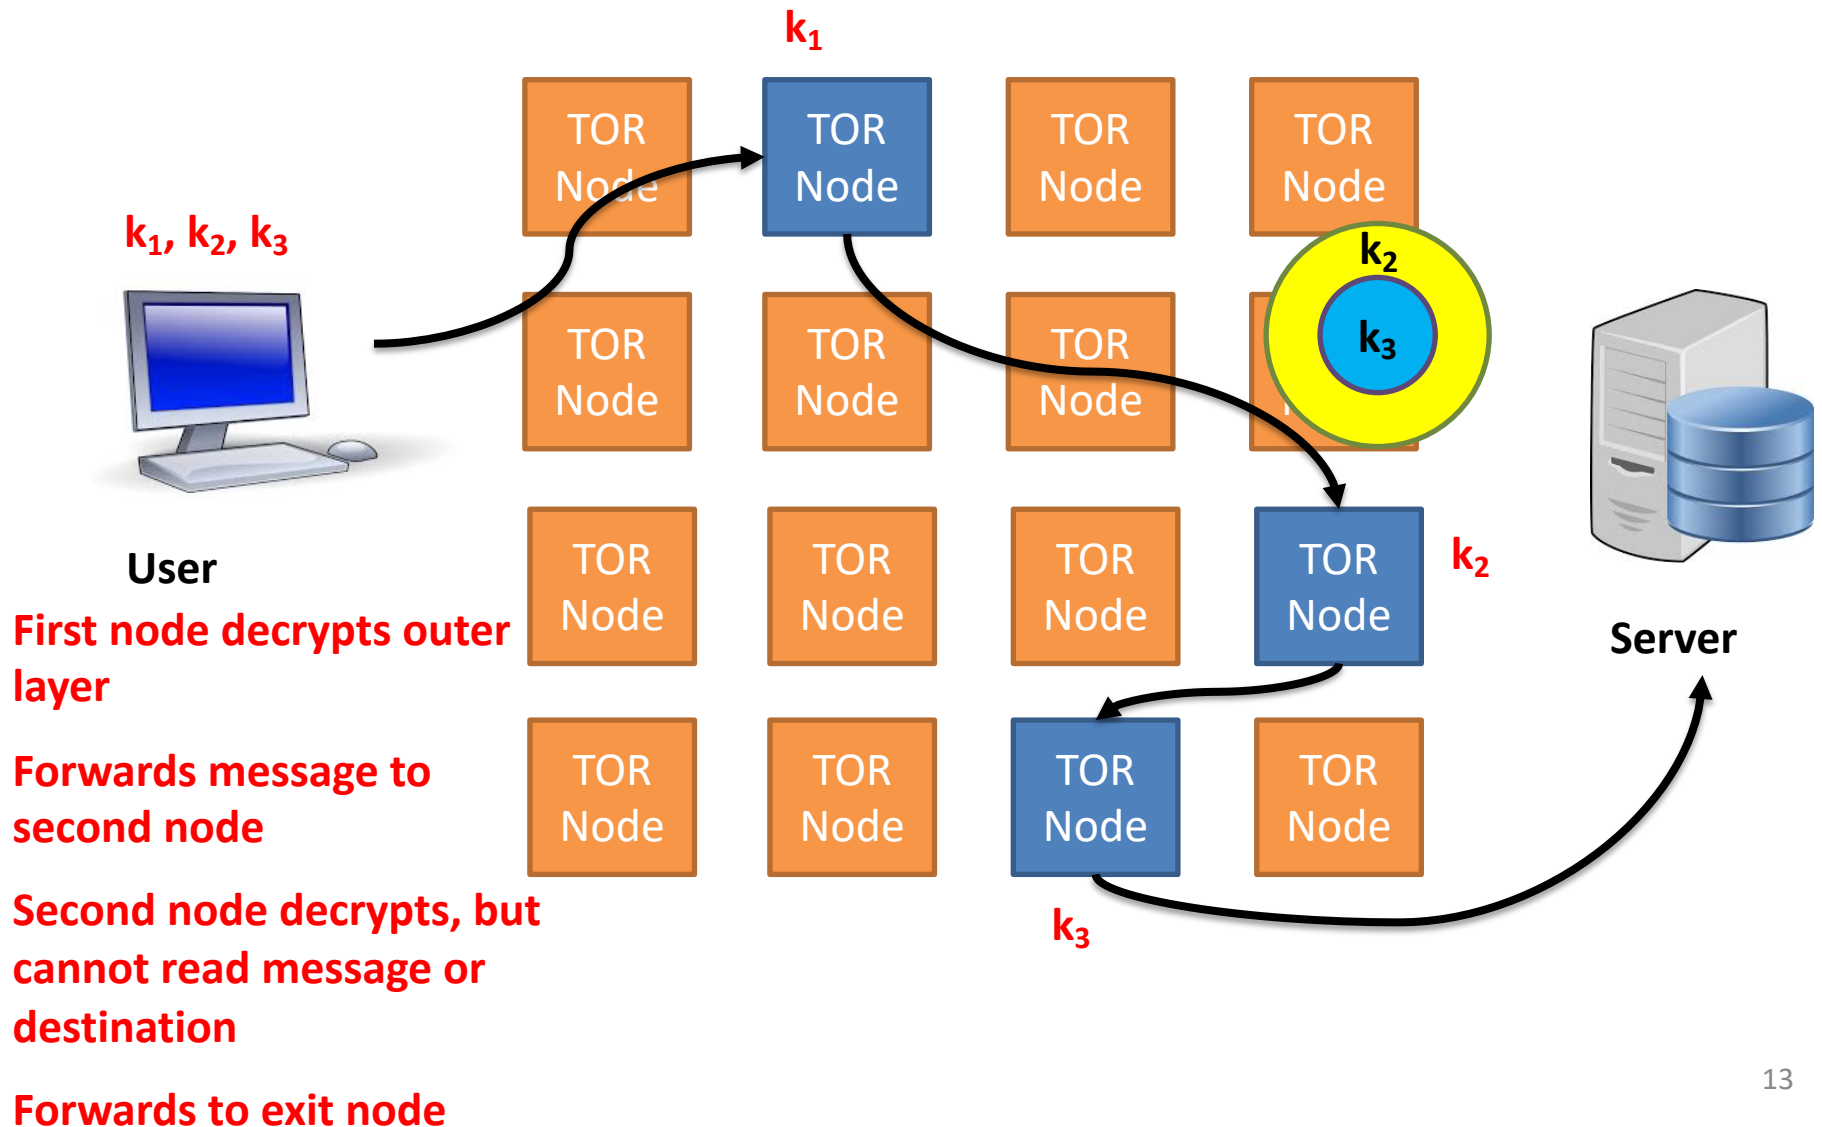 k₁
TOR Node TOR Node TOR Node TOR Node
k₁, k₂, k₃
k₂
k₃
TOR Node TOR Node TOR Node
TOR Node TOR Node TOR Node TOR Node
k₂
User
Server
First node decrypts outer
layer
TOR Node TOR Node TOR Node TOR Node
k₃
Forwards message to
second node
Second node decrypts, but
cannot read message or
destination
Forwards to exit node
13